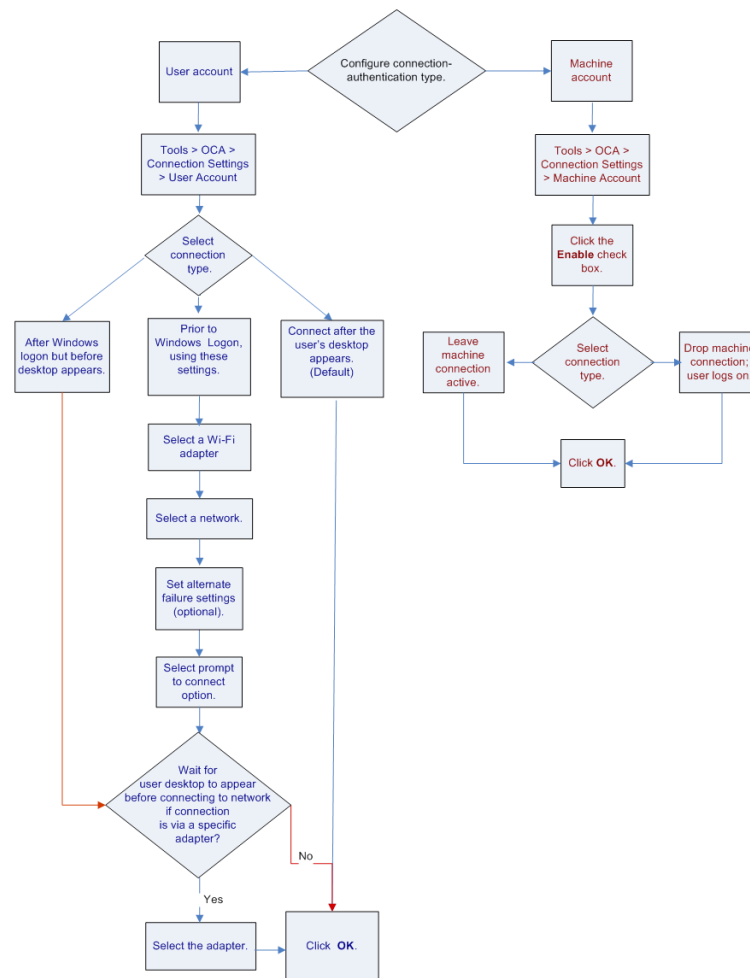 Configure connection-
authentication type.
User account
Machine
account
Tools > OCA >
Connection Settings
> User Account
Tools > OCA >
Connection Settings
> Machine Account
Select
connection
type.
Click the
Enable check
box.
After Windows
logon but before
desktop appears.
Prior to
Windows Logon,
using these
settings.
Connect after the
user's desktop
appears.
(Default)
Leave
machine
connection
active.
Select
connection
type.
Drop machine
connection;
user logs on.
Select a Wi-Fi
adapter
Click OK.
Select a network.
Set alternate
failure settings
(optional).
Select prompt
to connect
option.
Wait for
user desktop to appear
before connecting to network
if connection
is via a specific
adapter?
No
Yes
Select the adapter.
Click OK.